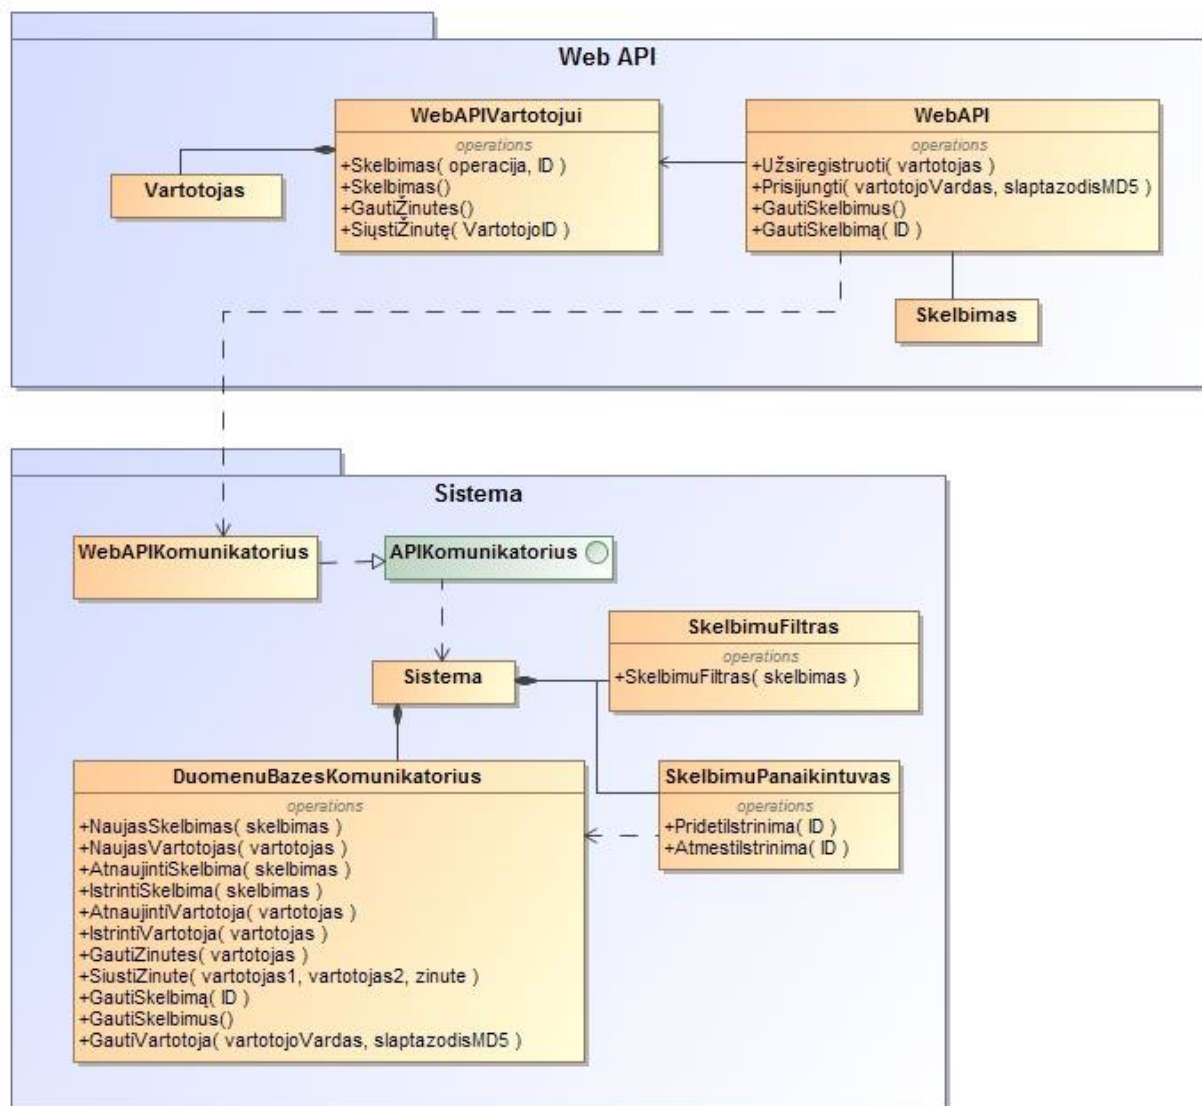 Web API
WebAPIVartotojui
operations
+Skelbimas( operacija, ID )
+Skelbimas()
+GautiŽinutes()
+SiųstiŽinutę( VartotojoID )
WebAPI
operations
+Užsiregistruoti( vartotojas )
+Prisijungti( vartotojoVardas, slaptazodisMD5 )
+GautiSkelbimus()
+GautiSkelbimą( ID )
Vartotojas
Skelbimas
Sistema
WebAPIKomunikatorius
APIKomunikatorius
SkelbimuFiltras
operations
+SkelbimuFiltras( skelbimas )
Sistema
DuomenuBazesKomunikatorius
operations
+NaujasSkelbimas( skelbimas )
+NaujasVartotojas( vartotojas )
+AtnaujintiSkelbima( skelbimas )
+IstrintiSkelbima( skelbimas )
+AtnaujintiVartotoja( vartotojas )
+IstrintiVartotoja( vartotojas )
+GautiZinutes( vartotojas )
+SiustiZinute( vartotojas1, vartotojas2, zinute )
+GautiSkelbimą( ID )
+GautiSkelbimus()
+GautiVartotoja( vartotojoVardas, slaptazodisMD5 )
SkelbimuPanaikintuvas
operations
+PridetiIstrinima( ID )
+AtmestiIstrinima( ID )